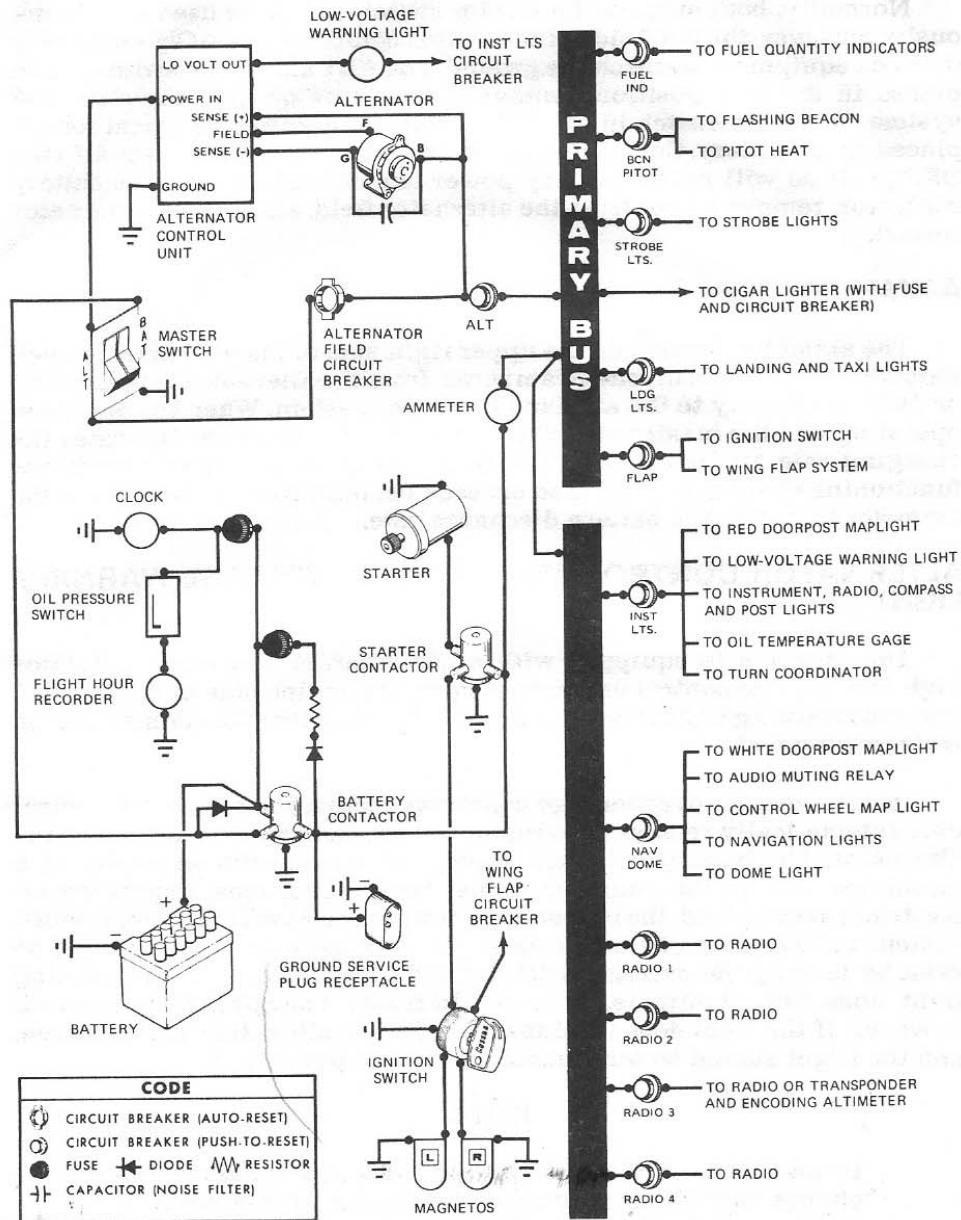 LOW-VOLTAGE
WARNING LIGHT
TO INST LTS
CIRCUIT
BREAKER
LO VOLT OUT
POWER IN
SENSE (+)
FIELD
SENSE (−)
GROUND
ALTERNATOR
CONTROL
UNIT
ALTERNATOR
F
G
B
MASTER
SWITCH
BAT
ALT
ALTERNATOR
FIELD
CIRCUIT
BREAKER
ALT
AMMETER
CLOCK
OIL PRESSURE
SWITCH
FLIGHT HOUR
RECORDER
STARTER
STARTER
CONTACTOR
BATTERY
CONTACTOR
+
BATTERY
−
+
GROUND SERVICE
PLUG RECEPTACLE
TO
WING
FLAP
CIRCUIT
BREAKER
IGNITION
SWITCH
L
R
MAGNETOS
PRIMARY BUS
FUEL
IND
TO FUEL QUANTITY INDICATORS
BCN
PITOT
TO FLASHING BEACON
TO PITOT HEAT
STROBE
LTS.
TO STROBE LIGHTS
TO CIGAR LIGHTER (WITH FUSE
AND CIRCUIT BREAKER)
LDG
LTS.
TO LANDING AND TAXI LIGHTS
FLAP
TO IGNITION SWITCH
TO WING FLAP SYSTEM
INST
LTS.
TO RED DOORPOST MAPLIGHT
TO LOW-VOLTAGE WARNING LIGHT
TO INSTRUMENT, RADIO, COMPASS
AND POST LIGHTS
TO OIL TEMPERATURE GAGE
TO TURN COORDINATOR
NAV
DOME
TO WHITE DOORPOST MAPLIGHT
TO AUDIO MUTING RELAY
TO CONTROL WHEEL MAP LIGHT
TO NAVIGATION LIGHTS
TO DOME LIGHT
RADIO 1
TO RADIO
RADIO 2
TO RADIO
RADIO 3
TO RADIO OR TRANSPONDER
AND ENCODING ALTIMETER
RADIO 4
TO RADIO
CODE
CIRCUIT BREAKER (AUTO-RESET)
CIRCUIT BREAKER (PUSH-TO-RESET)
FUSE DIODE RESISTOR
CAPACITOR (NOISE FILTER)